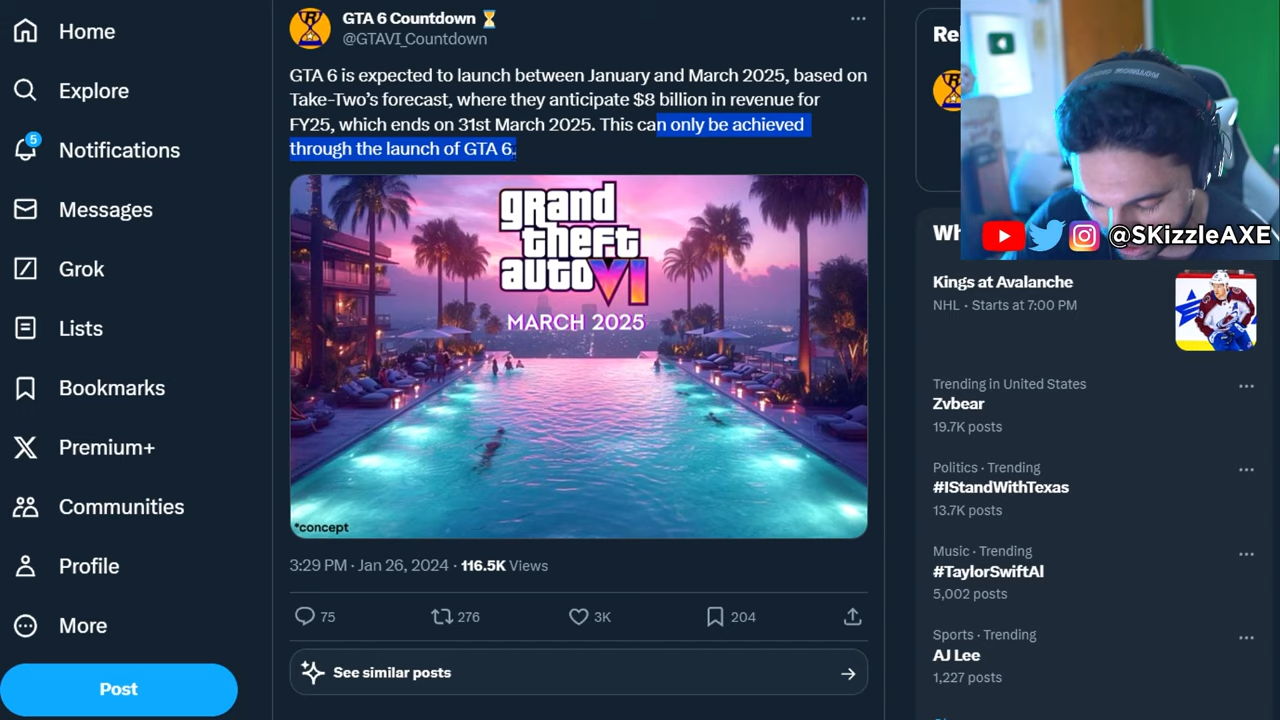 Home
Explore
5
Notifications
Messages
Grok
Lists
Bookmarks
Premium+
Communities
Profile
More
Post
GTA 6 Countdown ⏳
@GTAVI_Countdown
GTA 6 is expected to launch between January and March 2025, based on
Take-Two’s forecast, where they anticipate $8 billion in revenue for
FY25, which ends on 31st March 2025. This can only be achieved
through the launch of GTA 6.
grand
theft
auto VI
MARCH 2025
*concept
3:29 PM · Jan 26, 2024 · 116.5K Views
75
276
3K
204
See similar posts
@SKizzleAXE
Kings at Avalanche
NHL · Starts at 7:00 PM
Trending in United States
Zvbear
19.7K posts
Politics · Trending
#IStandWithTexas
13.7K posts
Music · Trending
#TaylorSwiftAI
5,002 posts
Sports · Trending
AJ Lee
1,227 posts